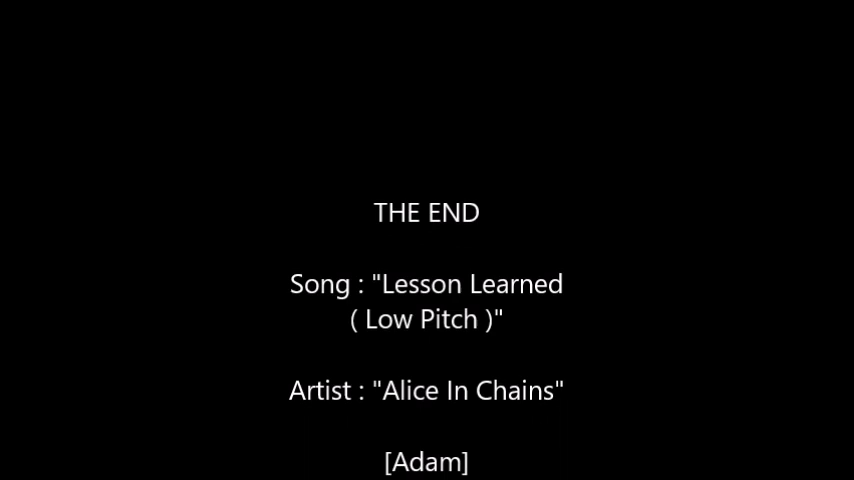 THE END
Song : "Lesson Learned
( Low Pitch )"
Artist : "Alice In Chains"
[Adam]